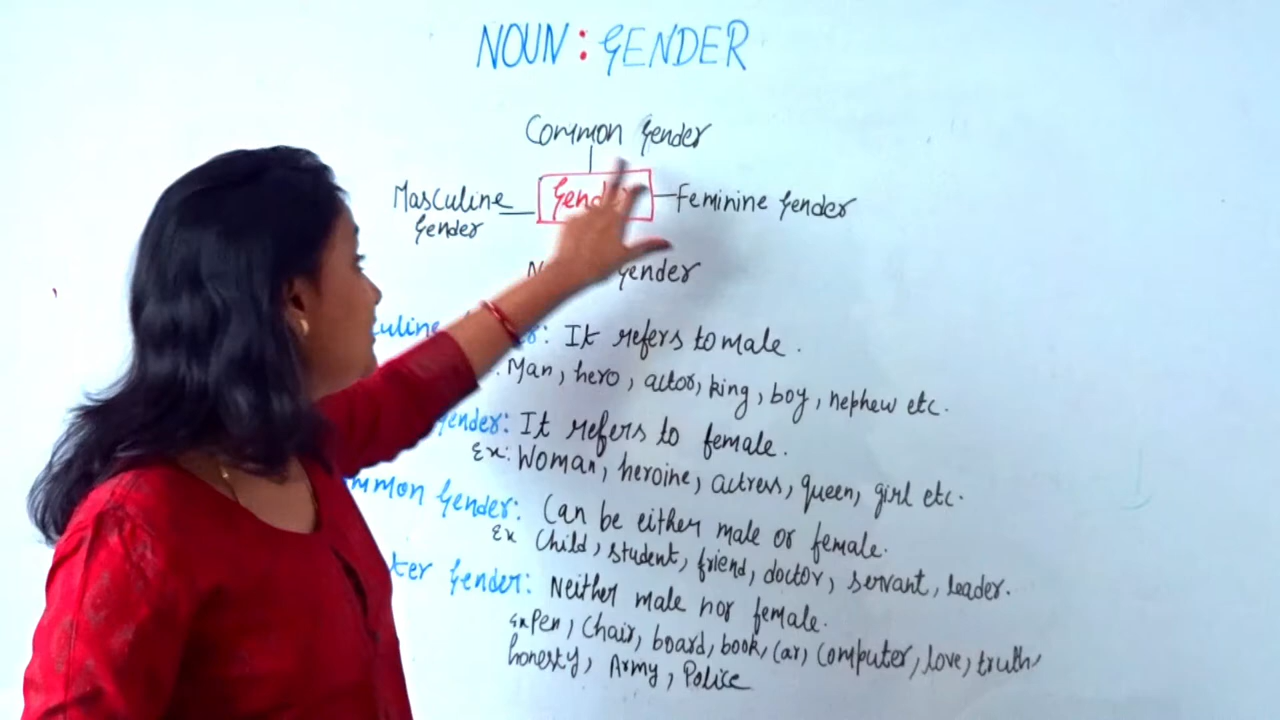 NOUN : GENDER
Common Gender
Masculine Gender Feminine Gender
Gender
Gender
: It refers to male.
Man, hero, actor, king, boy, nephew etc.
Gender: It refers to female.
Ex: Woman, heroine, actress, queen, girl etc.
Gender: Can be either male or female.
Ex Child, student, friend, doctor, servant, leader.
Gender: Neither male nor female.
Ex Pen, Chair, board, book, Car, Computer, love, truth,
honesty, Army, Police